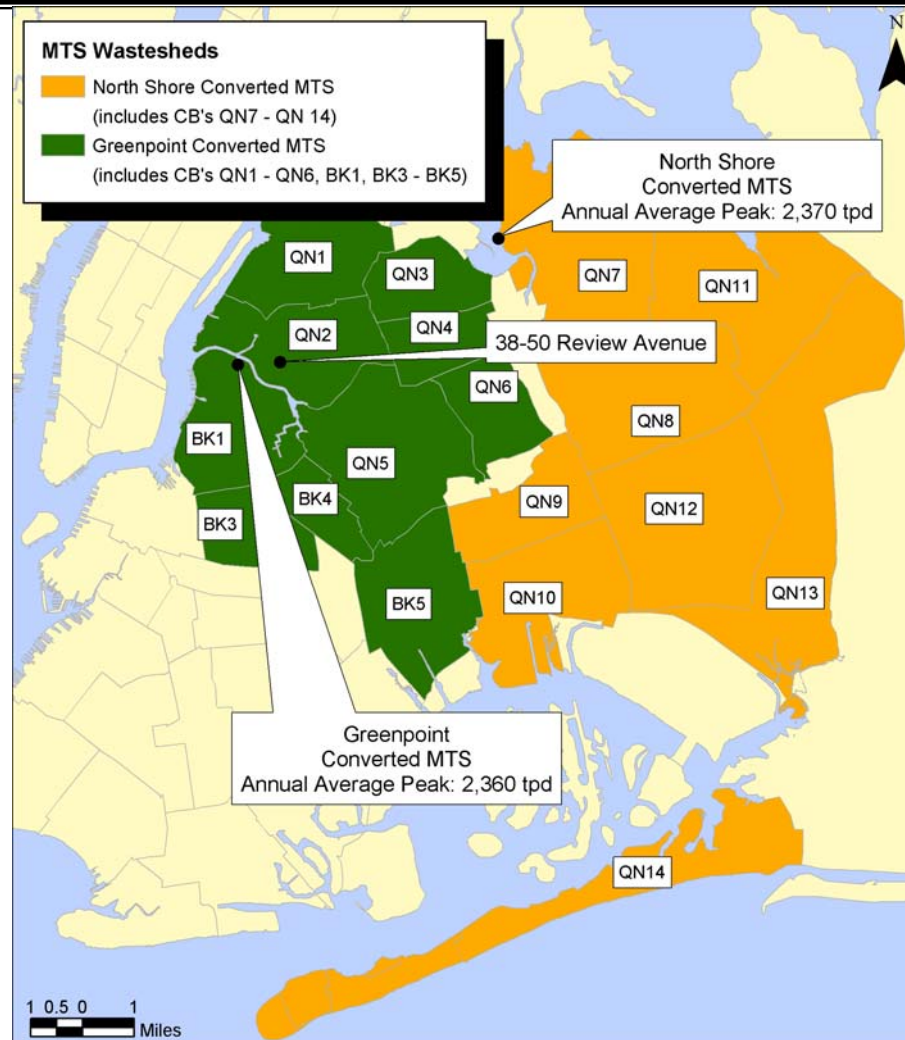 N
MTS Wastesheds
North Shore Converted MTS
(includes CB's QN7 - QN 14)
Greenpoint Converted MTS
(includes CB's QN1 - QN6, BK1, BK3 - BK5)
North Shore
Converted MTS
Annual Average Peak: 2,370 tpd
QN1
QN3
QN7
QN11
QN2
QN4
38-50 Review Avenue
QN6
QN8
BK1
QN5
QN9
BK4
BK3
QN12
QN10
QN13
BK5
Greenpoint
Converted MTS
Annual Average Peak: 2,360 tpd
QN14
1 0.5 0 1
Miles